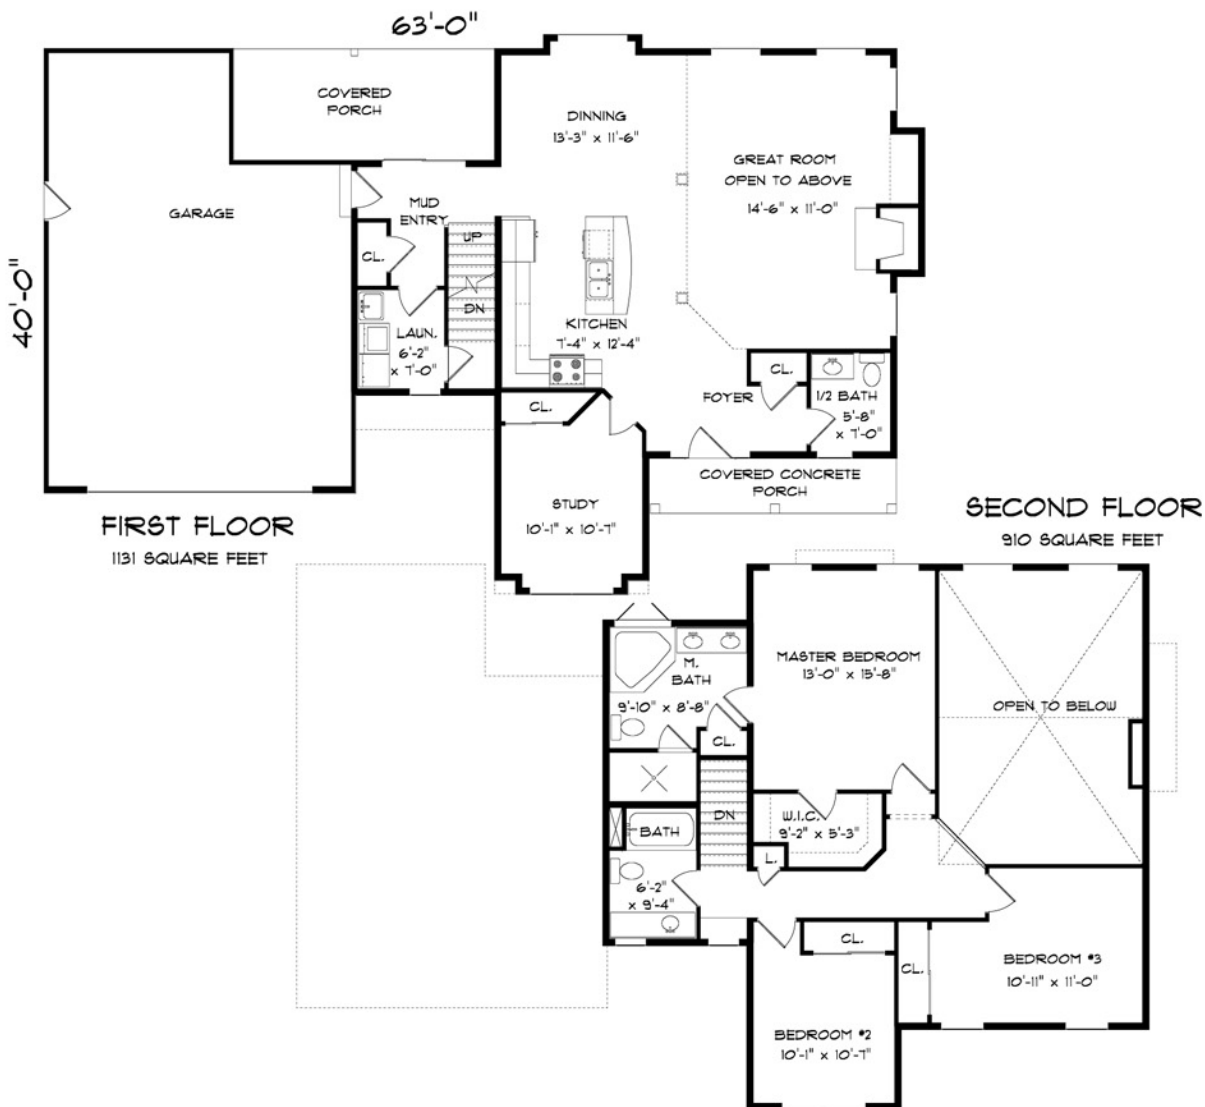 63'-0"
COVERED
PORCH
DINNING
13'-3" x 11'-6"
GREAT ROOM
OPEN TO ABOVE
14'-6" x 11'-0"
GARAGE
MUD
ENTRY
UP
CL.
40'-0"
DN
LAUN.
6'-2"
x 7'-0"
KITCHEN
7'-4" x 12'-4"
CL.
FOYER
1/2 BATH
5'-8"
x 7'-0"
CL.
STUDY
10'-1" x 10'-7"
COVERED CONCRETE
PORCH
FIRST FLOOR
1131 SQUARE FEET
SECOND FLOOR
910 SQUARE FEET
M.
BATH
9'-10" x 8'-8"
MASTER BEDROOM
13'-0" x 15'-8"
OPEN TO BELOW
CL.
DN
W.I.C.
9'-2" x 5'-3"
BATH
L.
6'-2"
x 9'-4"
CL.
CL.
BEDROOM #3
10'-11" x 11'-0"
BEDROOM #2
10'-1" x 10'-7"